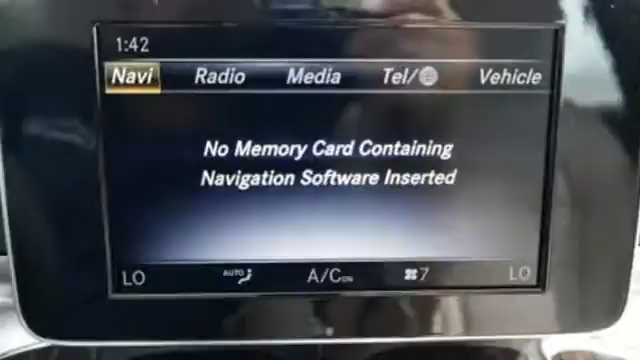 1:42
Navi Radio Media Tel/ Vehicle
No Memory Card Containing
Navigation Software Inserted
LO AUTO A/C ON 7 LO